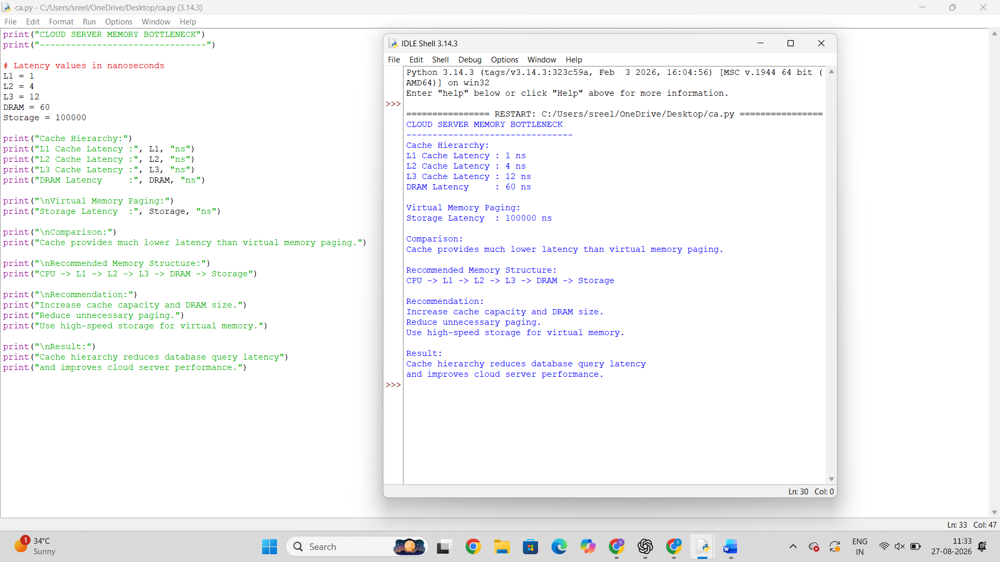 ca.py - C:/Users/sreel/OneDrive/Desktop/ca.py (3.14.3)
File Edit Format Run Options Window Help
print("CLOUD SERVER MEMORY BOTTLENECK")
print("--------------------------------")
# Latency values in nanoseconds
L1 = 1
L2 = 4
L3 = 12
DRAM = 60
Storage = 100000
print("Cache Hierarchy:")
print("L1 Cache Latency :", L1, "ns")
print("L2 Cache Latency :", L2, "ns")
print("L3 Cache Latency :", L3, "ns")
print("DRAM Latency     :", DRAM, "ns")
print("\nVirtual Memory Paging:")
print("Storage Latency  :", Storage, "ns")
print("\nComparison:")
print("Cache provides much lower latency than virtual memory paging.")
print("\nRecommended Memory Structure:")
print("CPU -> L1 -> L2 -> L3 -> DRAM -> Storage")
print("\nRecommendation:")
print("Increase cache capacity and DRAM size.")
print("Reduce unnecessary paging.")
print("Use high-speed storage for virtual memory.")
print("\nResult:")
print("Cache hierarchy reduces database query latency")
print("and improves cloud server performance.")
IDLE Shell 3.14.3
File Edit Shell Debug Options Window Help
Python 3.14.3 (tags/v3.14.3:323c59a, Feb  3 2026, 16:04:56) [MSC v.1944 64 bit (
AMD64)] on win32
Enter "help" below or click "Help" above for more information.
>>>
================ RESTART: C:/Users/sreel/OneDrive/Desktop/ca.py ================
CLOUD SERVER MEMORY BOTTLENECK
--------------------------------
Cache Hierarchy:
L1 Cache Latency : 1 ns
L2 Cache Latency : 4 ns
L3 Cache Latency : 12 ns
DRAM Latency     : 60 ns
Virtual Memory Paging:
Storage Latency  : 100000 ns
Comparison:
Cache provides much lower latency than virtual memory paging.
Recommended Memory Structure:
CPU -> L1 -> L2 -> L3 -> DRAM -> Storage
Recommendation:
Increase cache capacity and DRAM size.
Reduce unnecessary paging.
Use high-speed storage for virtual memory.
Result:
Cache hierarchy reduces database query latency
and improves cloud server performance.
>>>
Ln: 30 Col: 0
Ln: 33 Col: 47
1
34°C
Sunny
Search
S
S
W
ENG
IN
11:33
27-08-2026